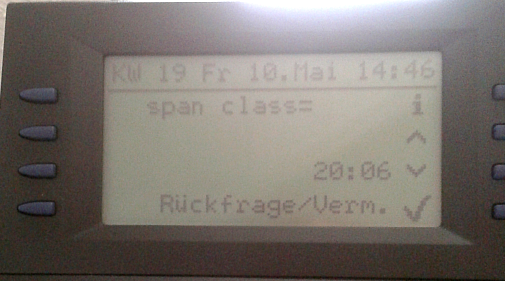 KW 19 Fr 10.Mai 14:46
span class= i
20:06
Rückfrage/Verm.